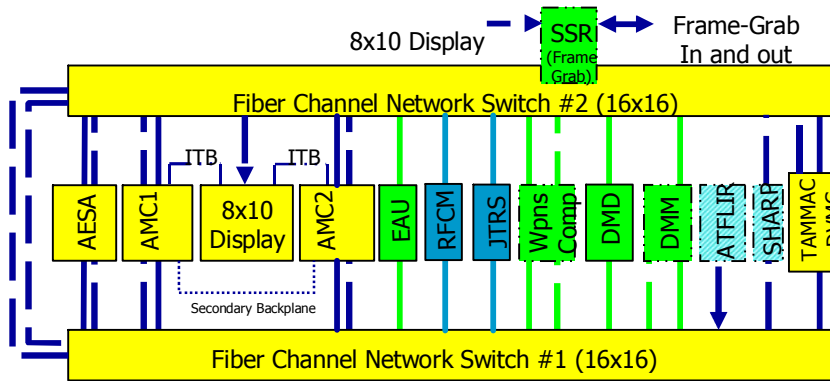 8x10 Display
SSR
(Frame
Grab)
Frame-Grab
In and out
Fiber Channel Network Switch #2 (16x16)
ITB
ITB
AESA
AMC1
8x10
Display
AMC2
EAU
RFCM
JTRS
Wpns
Comp
DMD
DMM
ATFLIR
SHARP
TAMMAC
Secondary Backplane
Fiber Channel Network Switch #1 (16x16)